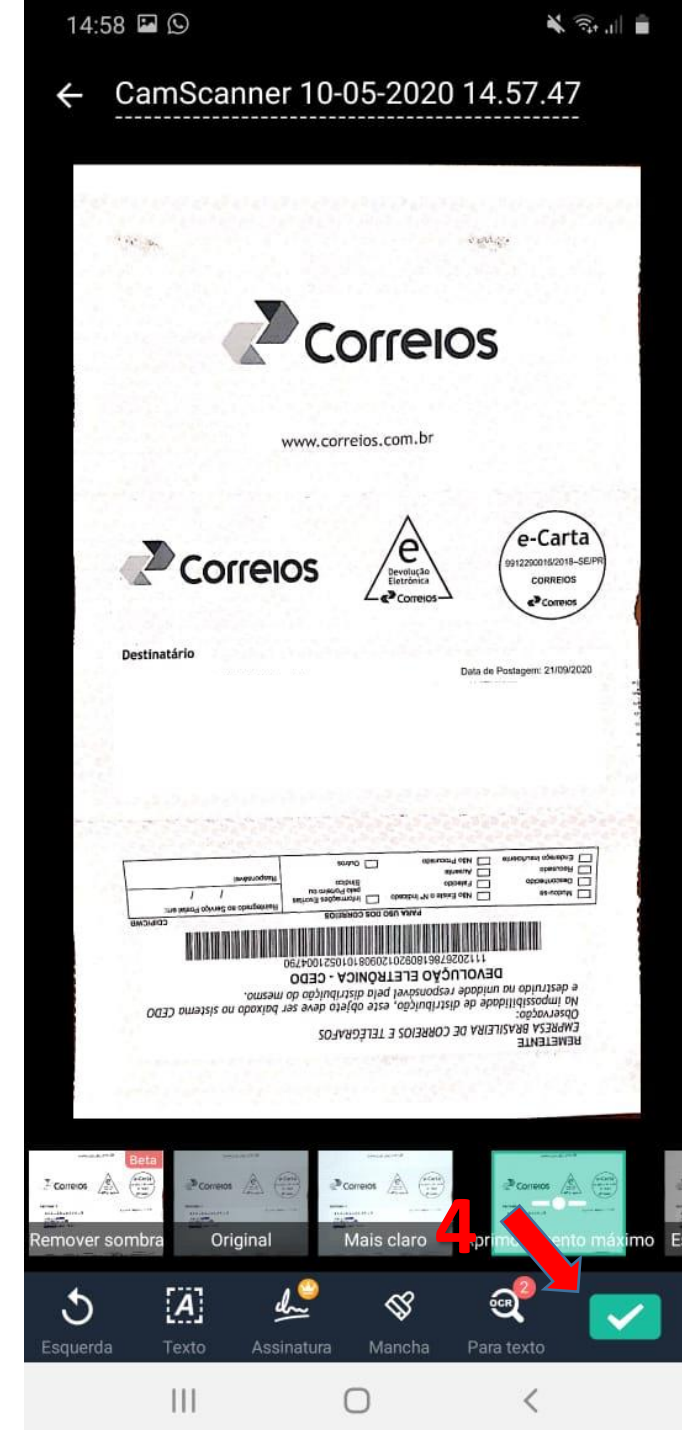 14:58
CamScanner 10-05-2020 14.57.47
Correios
www.correios.com.br
Correios
e
Devolução
Eletrônica
Correios
e-Carta
9912290016/2018-SE/PR
CORREIOS
Correios
Destinatário
Data de Postagem: 21/09/2020
REMETENTE
EMPRESA BRASILEIRA DE CORREIOS E TELÉGRAFOS
Observação:
Na impossibilidade de distribuição, este objeto deve ser baixado no sistema CEDO
e destruído na unidade responsável pela distribuição do mesmo.
DEVOLUÇÃO ELETRÔNICA - CEDO
CDIP/CWB
PARA USO DOS CORREIOS
Mudou-se
Desconhecido
Recusado
Endereço Insuficiente
Não Existe o Nº Indicado
Falecido
Ausente
Não Procurado
Informações Escritas
pelo Porteiro ou
Síndico
Outros
Reintegrado ao Serviço Postal em:
/ /
Responsável
Beta
Remover sombra
Original
Mais claro
4
ento máximo
Esquerda
A
Texto
Assinatura
Mancha
OCR
2
Para texto